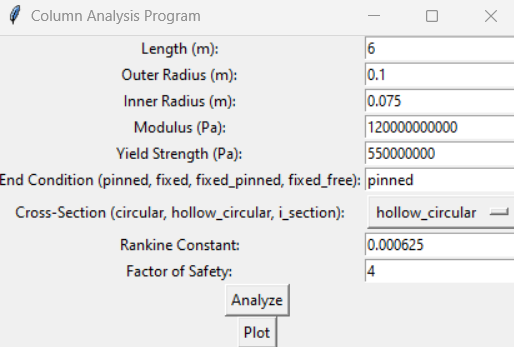 Column Analysis Program
Length (m): 6
Outer Radius (m): 0.1
Inner Radius (m): 0.075
Modulus (Pa): 120000000000
Yield Strength (Pa): 550000000
End Condition (pinned, fixed, fixed_pinned, fixed_free): pinned
Cross-Section (circular, hollow_circular, i_section): hollow_circular
Rankine Constant: 0.000625
Factor of Safety: 4
Analyze
Plot